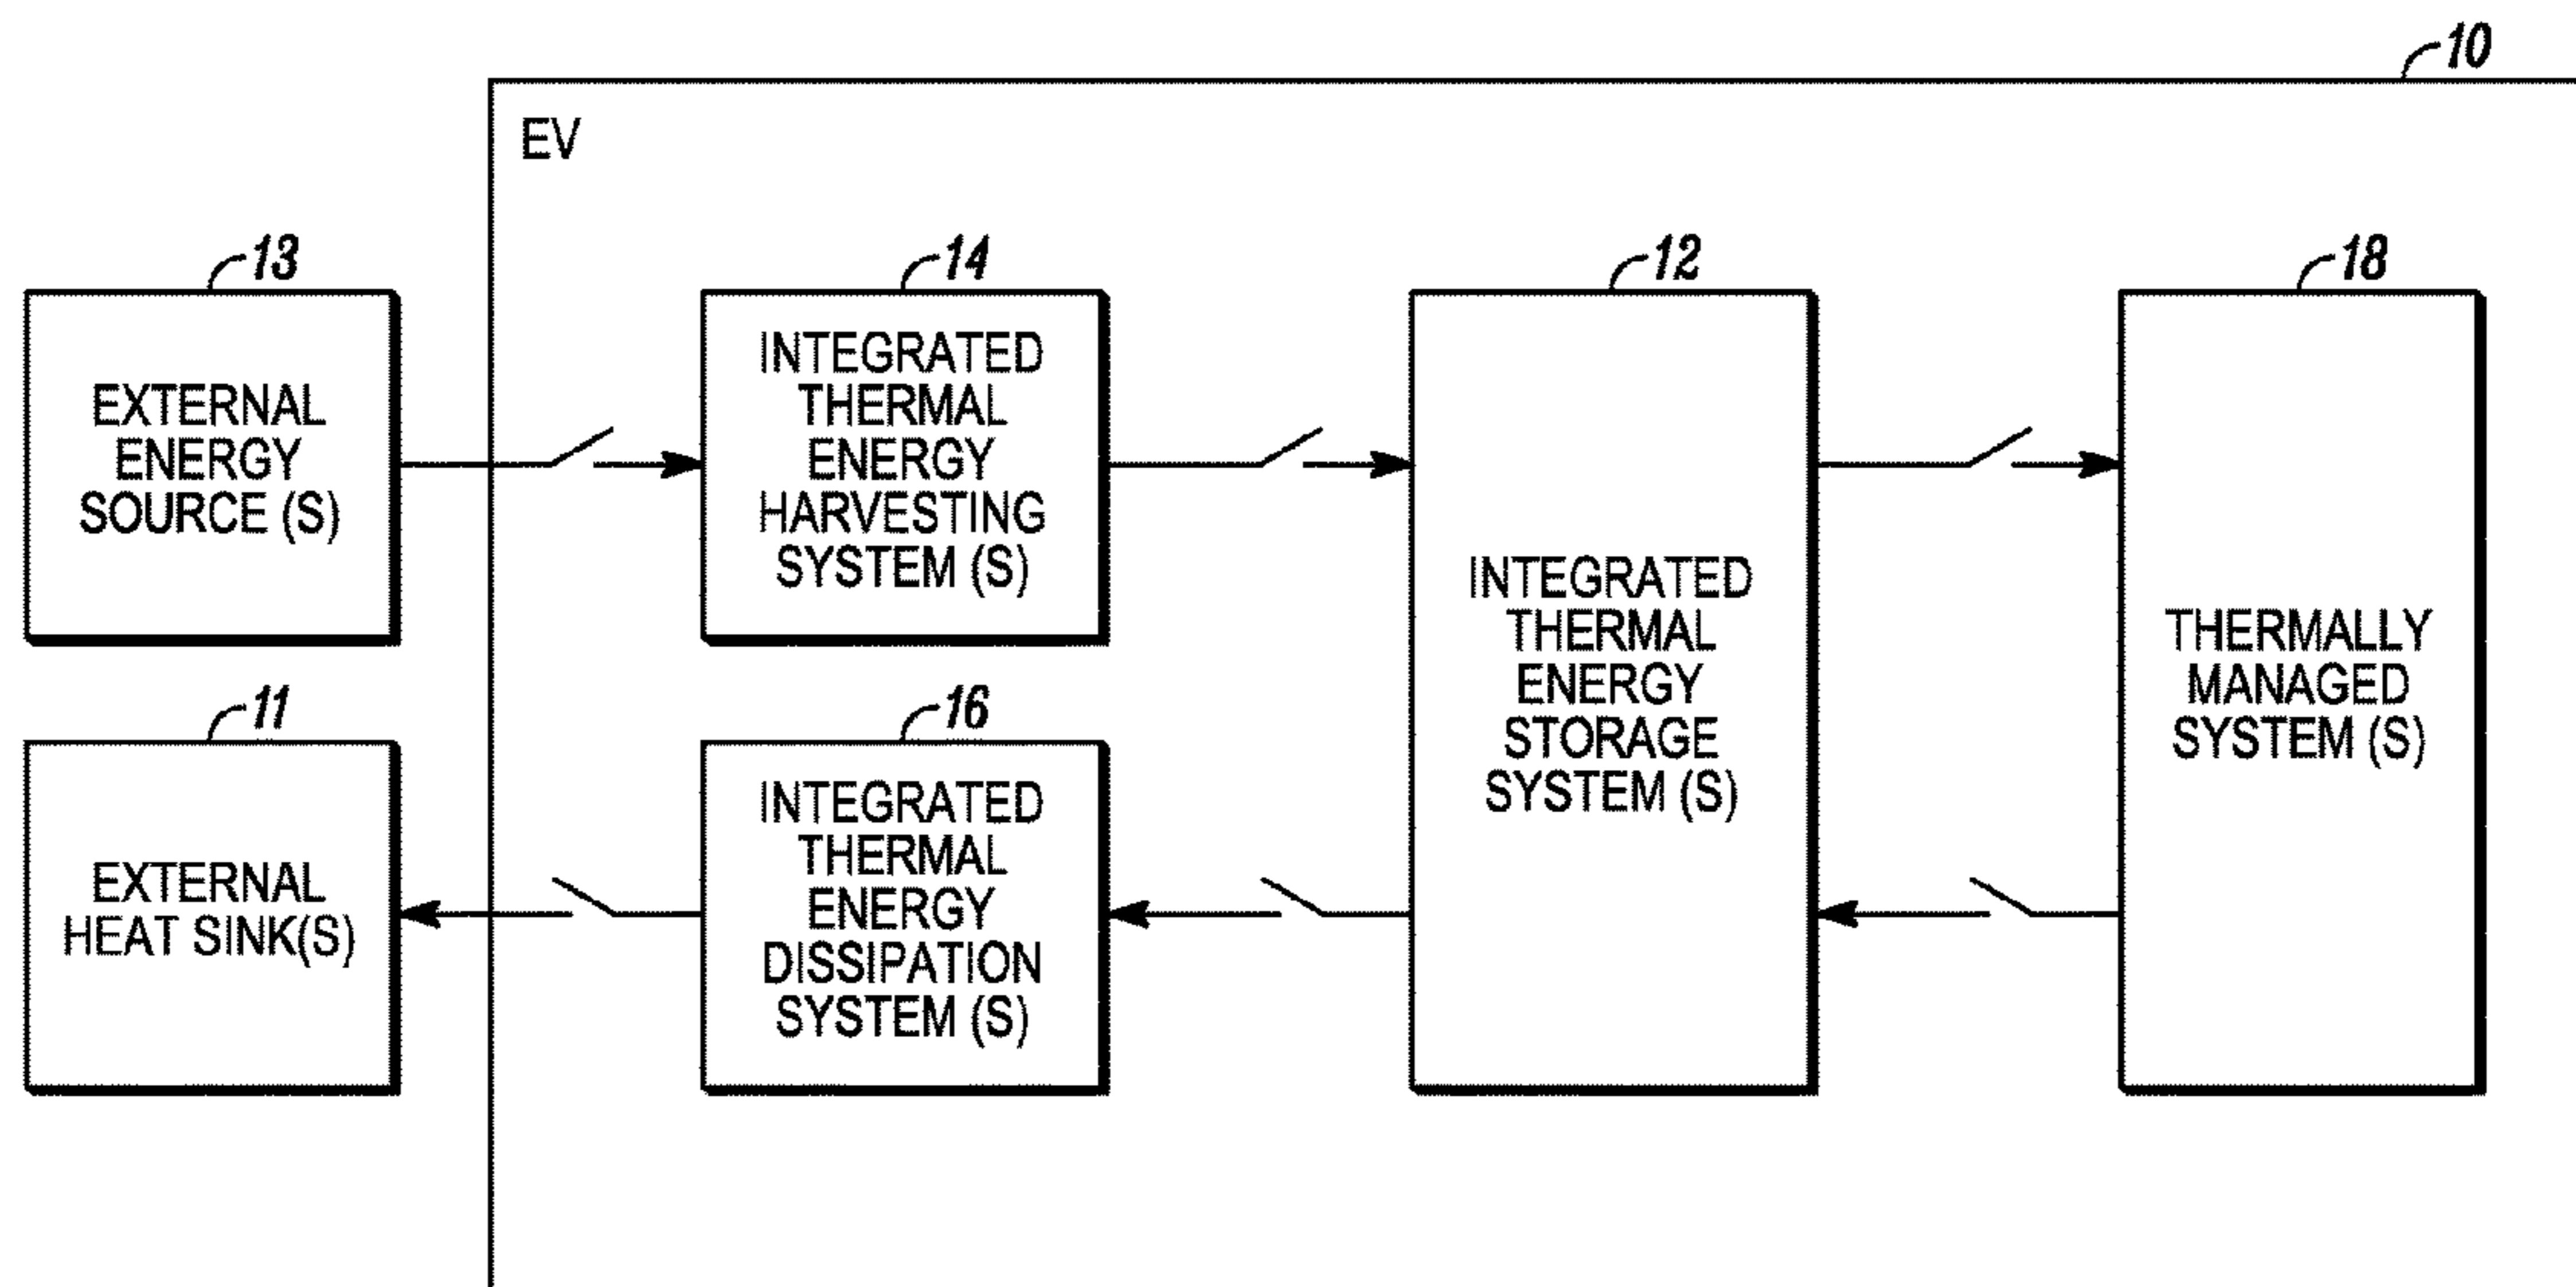 10
EV
13
EXTERNAL
ENERGY
SOURCE (S)
14
INTEGRATED
THERMAL
ENERGY
HARVESTING
SYSTEM (S)
12
INTEGRATED
THERMAL
ENERGY
STORAGE
SYSTEM (S)
18
THERMALLY
MANAGED
SYSTEM (S)
11
EXTERNAL
HEAT SINK(S)
16
INTEGRATED
THERMAL
ENERGY
DISSIPATION
SYSTEM (S)